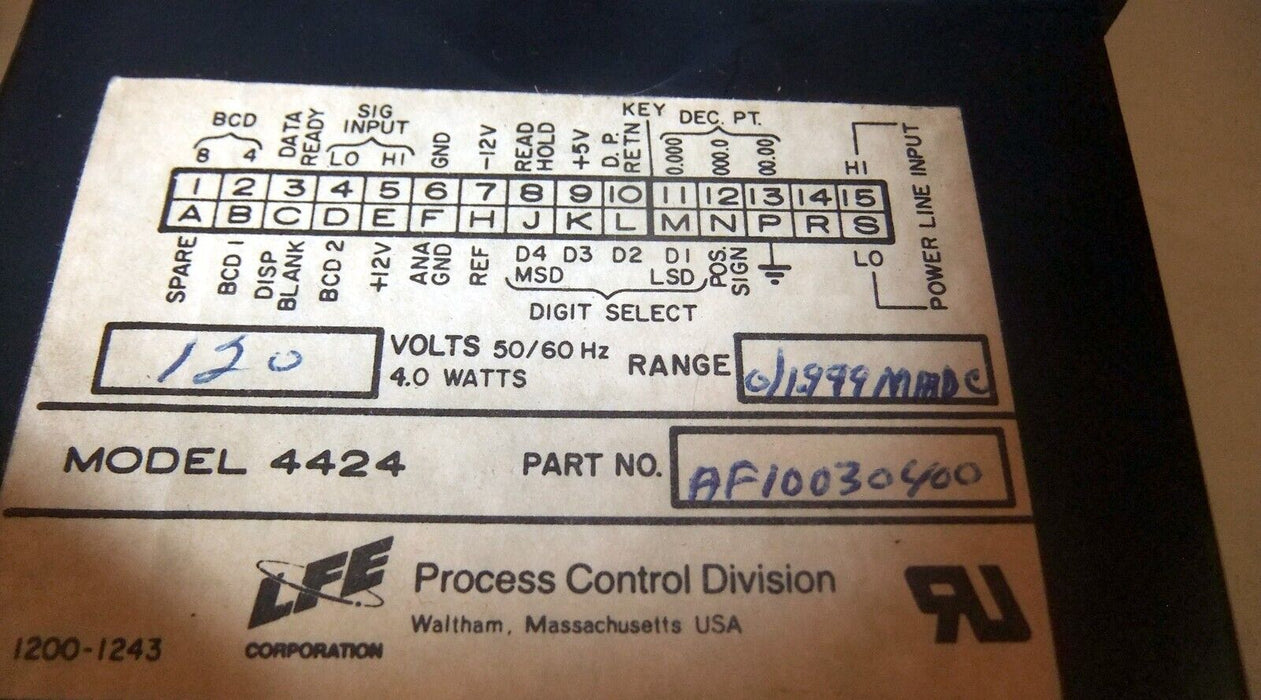 BCD
8 4
DATA READY
SIG INPUT
LO HI
GND
-12V
READ HOLD
+5V
D.P. RETN
KEY
DEC. PT.
0.000
000.0
00.00
HI
POWER LINE INPUT
1 2 3 4 5 6 7 8 9 10 11 12 13 14 15
A B C D E F H J K L M N P R S
SPARE
BCD 1
DISP BLANK
BCD 2
+12V
ANA GND
REF
D4 D3 D2 D1
MSD LSD
DIGIT SELECT
POS. SIGN
LO
120 VOLTS 50/60 Hz
4.0 WATTS
RANGE 0/1.999 MADC
MODEL 4424 PART NO. AF10030400
LFE CORPORATION
Process Control Division
Waltham, Massachusetts USA
RU
1200-1243